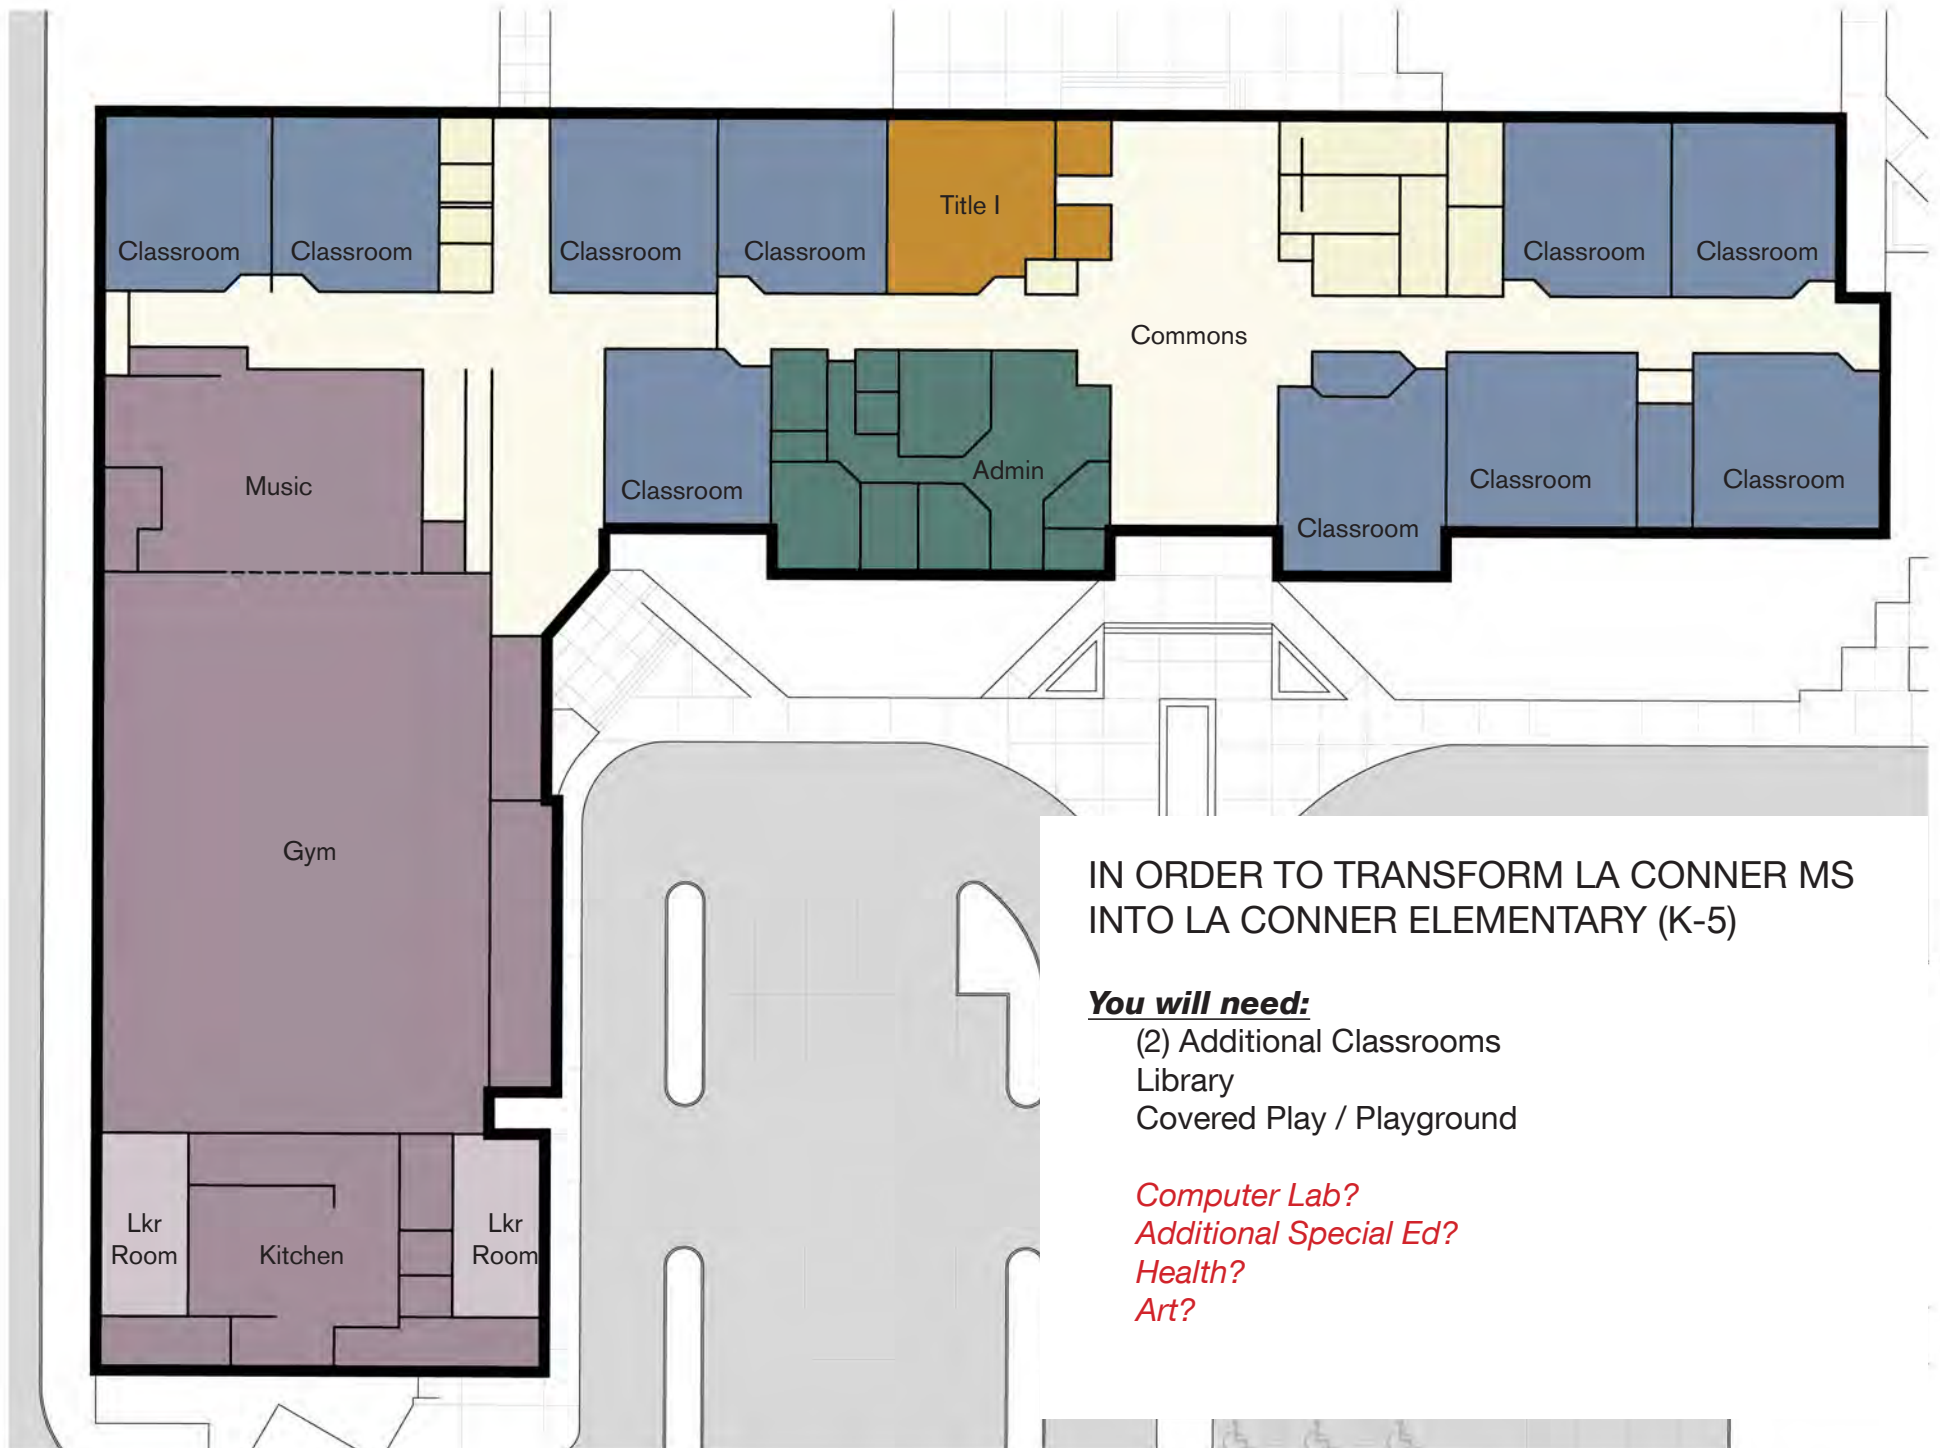 Title I
Classroom
Classroom
Classroom
Classroom
Classroom
Classroom
Commons
Music
Classroom
Admin
Classroom
Classroom
Classroom
Gym
IN ORDER TO TRANSFORM LA CONNER MS
INTO LA CONNER ELEMENTARY (K-5)
You will need:
(2) Additional Classrooms
Library
Covered Play / Playground
Computer Lab?
Additional Special Ed?
Health?
Art?
Lkr
Room
Kitchen
Lkr
Room